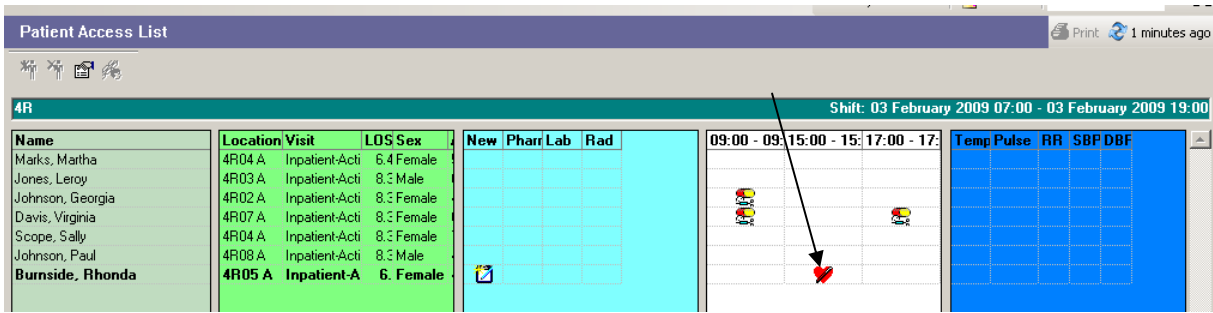 Patient Access List Print 1 minutes ago
4R Shift: 03 February 2009 07:00 - 03 February 2009 19:00
Name Location Visit LOS Sex New Pharr Lab Rad 09:00 - 09: 15:00 - 15: 17:00 - 17: Temp Pulse RR SBP DBF
Marks, Martha 4R04 A Inpatient-Acti 6.4 Female
Jones, Leroy 4R03 A Inpatient-Acti 8.3 Male
Johnson, Georgia 4R02 A Inpatient-Acti 8.3 Female
Davis, Virginia 4R07 A Inpatient-Acti 8.3 Female
Scope, Sally 4R04 A Inpatient-Acti 8.3 Female
Johnson, Paul 4R08 A Inpatient-Acti 8.3 Male
Burnside, Rhonda 4R05 A Inpatient-A 6. Female